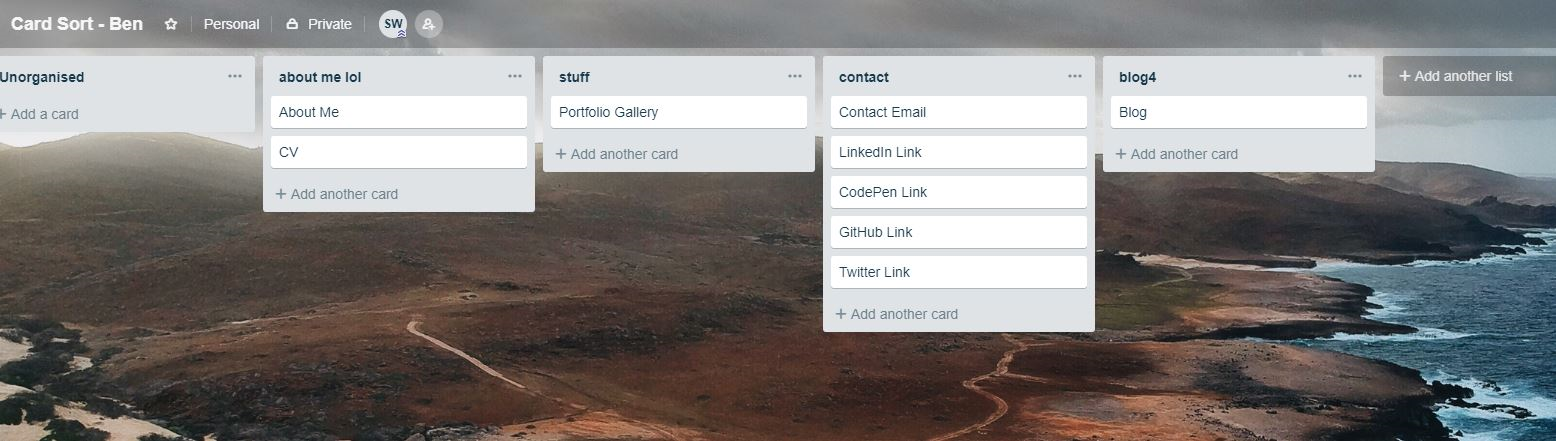 Card Sort - Ben
Personal
Private
SW
Unorganised
+ Add a card
about me lol
About Me
CV
+ Add another card
stuff
Portfolio Gallery
+ Add another card
contact
Contact Email
LinkedIn Link
CodePen Link
GitHub Link
Twitter Link
+ Add another card
blog4
Blog
+ Add another card
+ Add another list